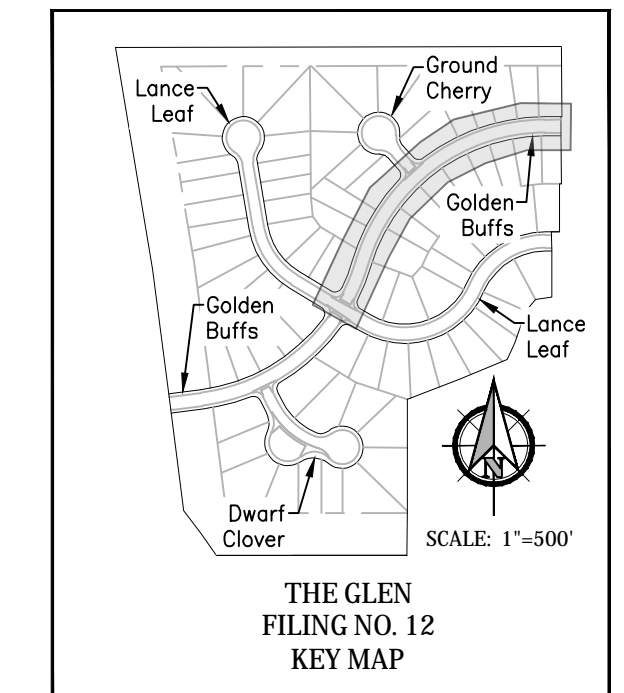 Lance
Leaf
Ground
Cherry
Golden
Buffs
Golden
Buffs
Lance
Leaf
Dwarf
Clover
N
SCALE: 1"=500'
THE GLEN
FILING NO. 12
KEY MAP